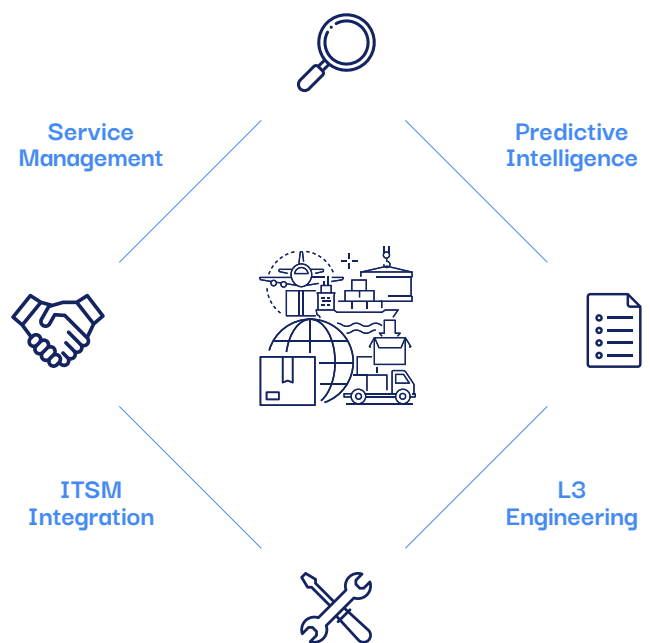 Service
Management
Predictive
Intelligence
ITSM
Integration
L3
Engineering